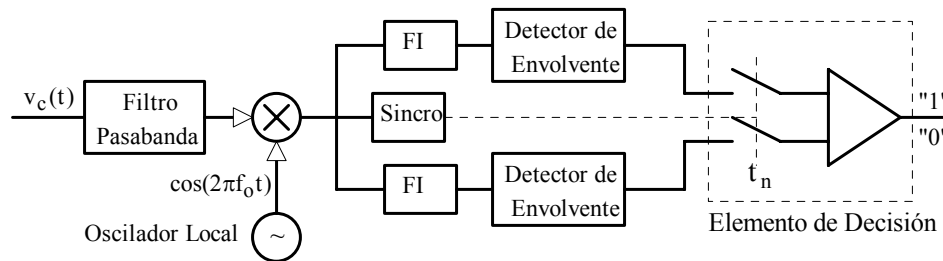 v_c(t)
Filtro
Pasabanda
cos(2πf_ot)
Oscilador Local
~
FI
Detector de
Envolvente
Sincro
FI
Detector de
Envolvente
t_n
"1"
"0"
Elemento de Decisión